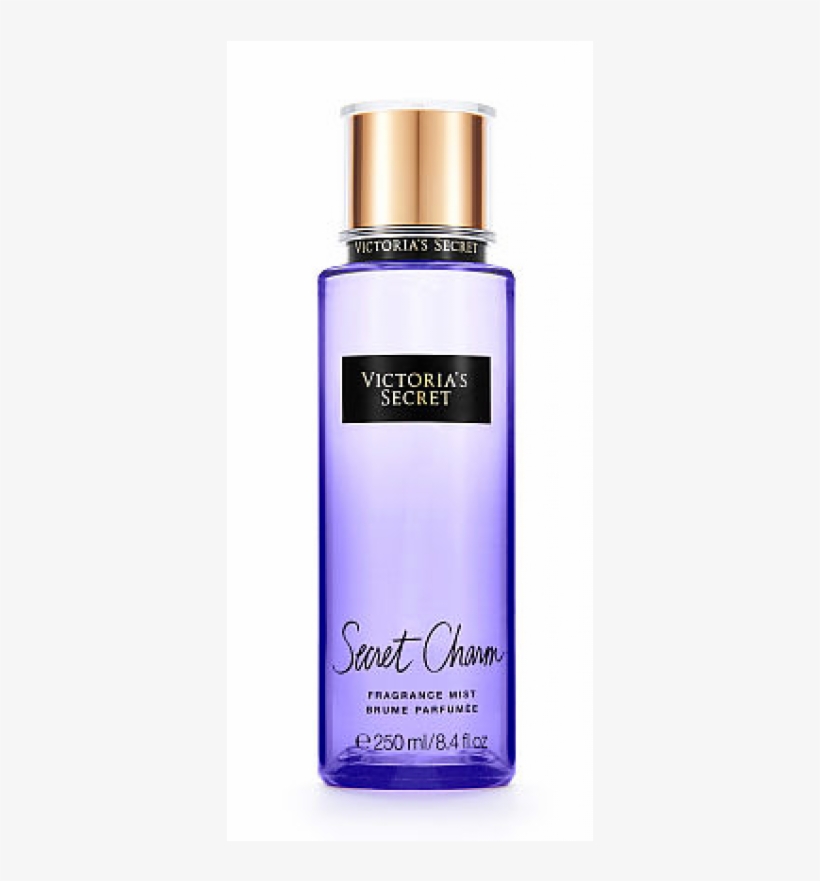 VICTORIA'S SECRET
VICTORIA'S
SECRET
Secret Charm
FRAGRANCE MIST
BRUME PARFUMÉE
℮ 250 ml/8.4 fl.oz